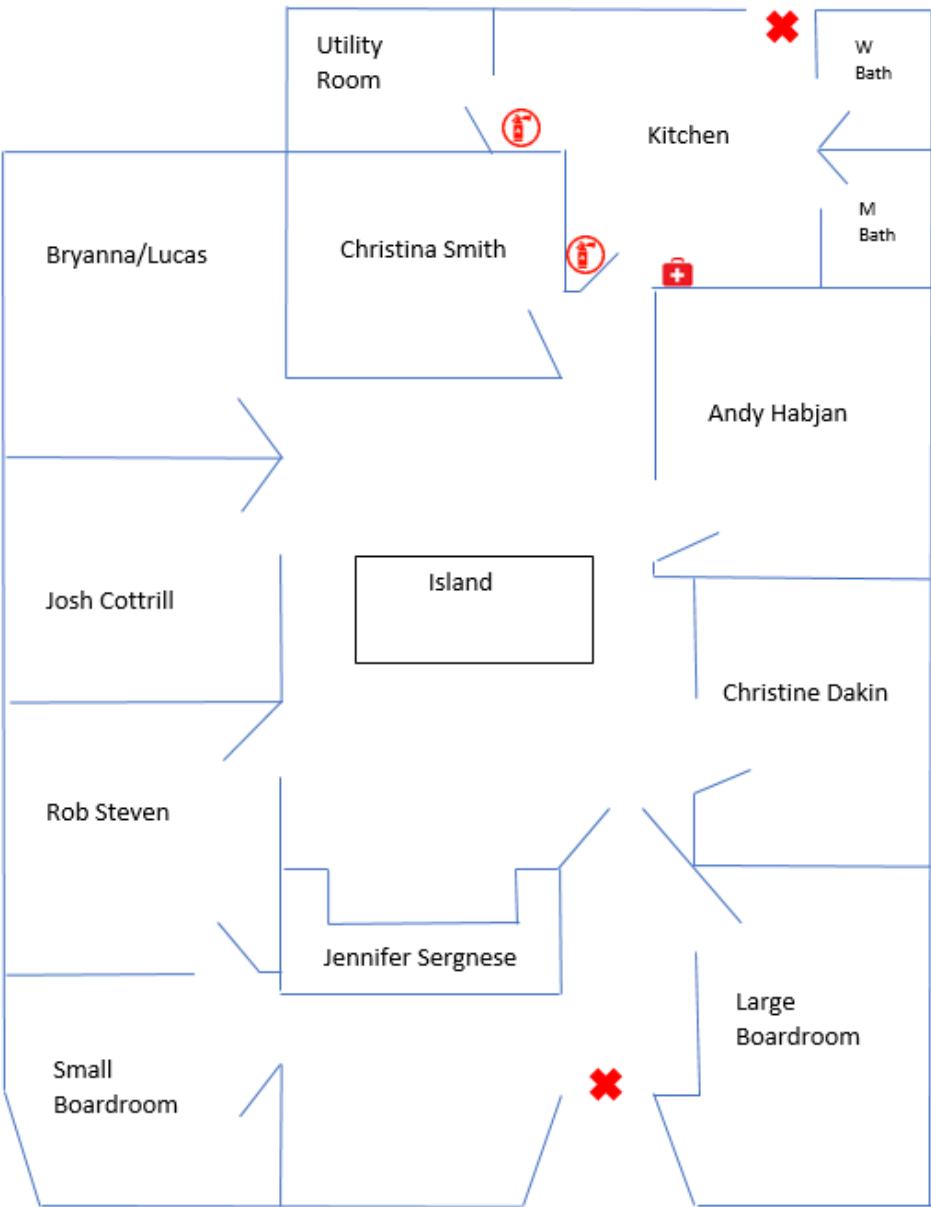 Utility
Room
W
Bath
Kitchen
M
Bath
Bryanna/Lucas
Christina Smith
Andy Habjan
Island
Josh Cottrill
Christine Dakin
Rob Steven
Jennifer Sergnese
Large
Boardroom
Small
Boardroom